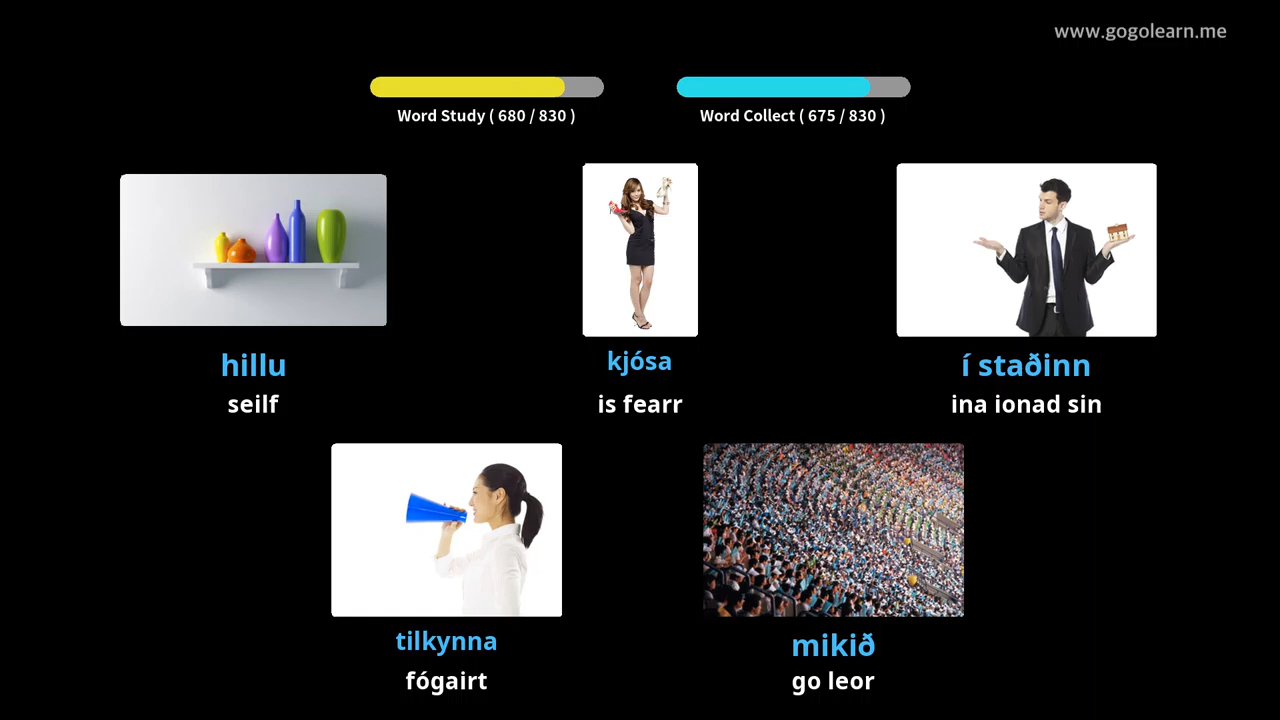 www.gogolearn.me
Word Study ( 680 / 830 )
Word Collect ( 675 / 830 )
hillu
seilf
kjósa
is fearr
í staðinn
ina ionad sin
tilkynna
fógairt
mikið
go leor